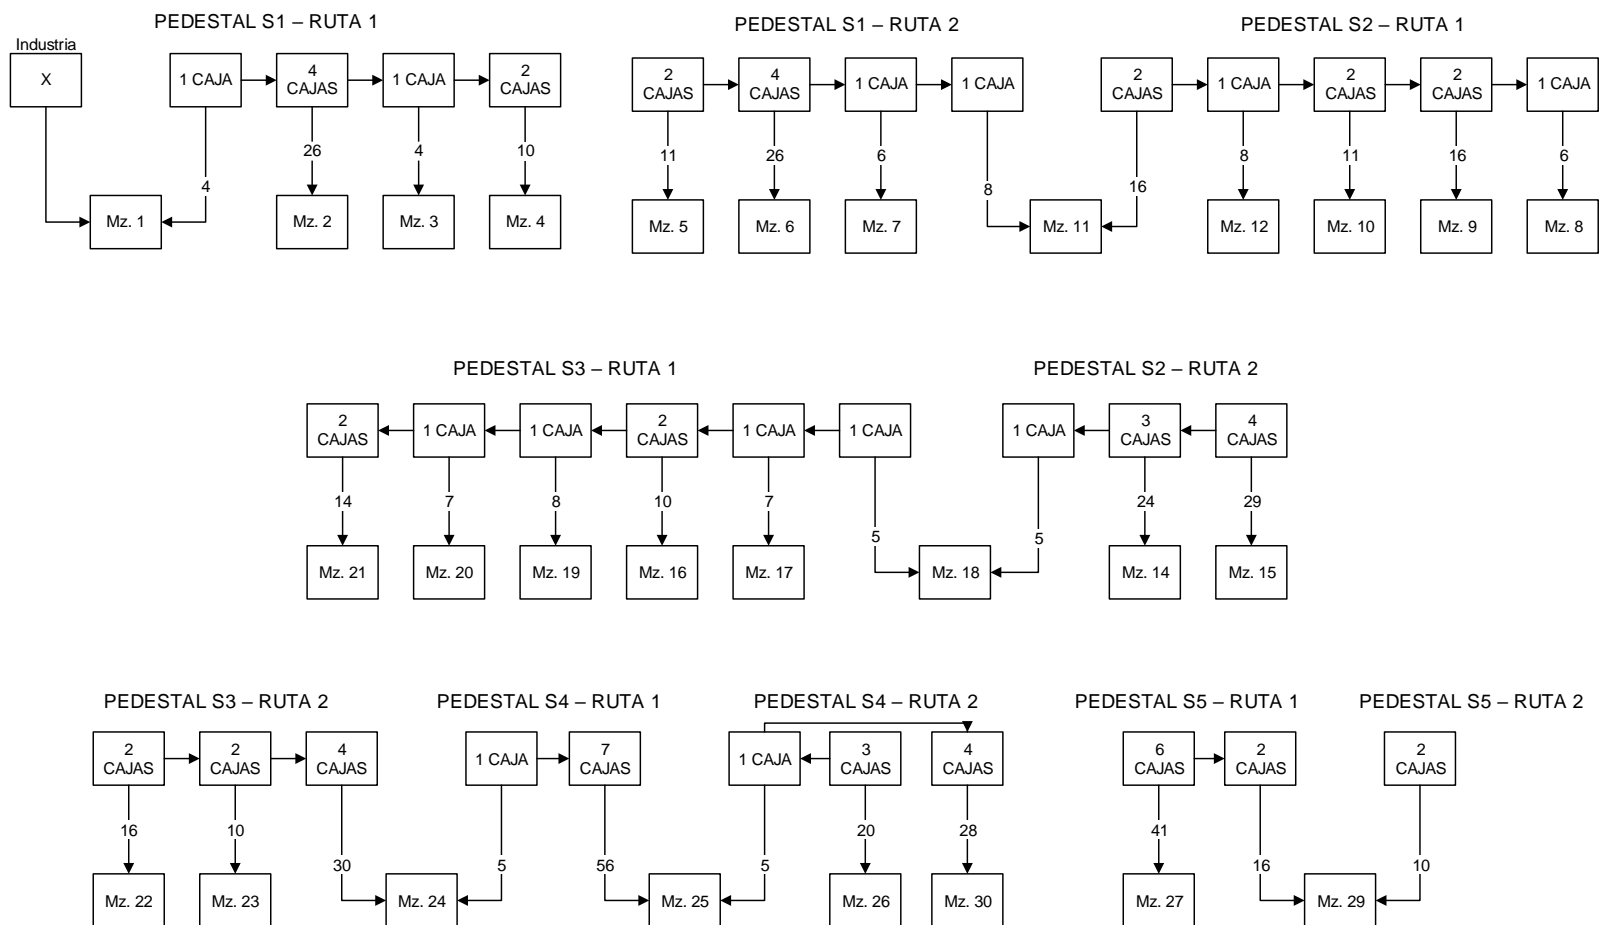 PEDESTAL S1 – RUTA 1
PEDESTAL S1 – RUTA 2
PEDESTAL S2 – RUTA 1
Industria
X
1 CAJA
4
CAJAS
1 CAJA
2
CAJAS
4
26
4
10
Mz. 1
Mz. 2
Mz. 3
Mz. 4
2
CAJAS
4
CAJAS
1 CAJA
1 CAJA
11
26
6
8
Mz. 5
Mz. 6
Mz. 7
Mz. 11
2
CAJAS
1 CAJA
2
CAJAS
2
CAJAS
1 CAJA
16
8
11
16
6
Mz. 12
Mz. 10
Mz. 9
Mz. 8
PEDESTAL S3 – RUTA 1
PEDESTAL S2 – RUTA 2
2
CAJAS
1 CAJA
1 CAJA
2
CAJAS
1 CAJA
1 CAJA
14
7
8
10
7
5
Mz. 21
Mz. 20
Mz. 19
Mz. 16
Mz. 17
Mz. 18
1 CAJA
3
CAJAS
4
CAJAS
5
24
29
Mz. 14
Mz. 15
PEDESTAL S3 – RUTA 2
PEDESTAL S4 – RUTA 1
PEDESTAL S4 – RUTA 2
PEDESTAL S5 – RUTA 1
PEDESTAL S5 – RUTA 2
2
CAJAS
2
CAJAS
4
CAJAS
16
10
30
Mz. 22
Mz. 23
Mz. 24
1 CAJA
7
CAJAS
5
56
Mz. 25
1 CAJA
3
CAJAS
4
CAJAS
5
20
28
Mz. 26
Mz. 30
6
CAJAS
2
CAJAS
41
16
Mz. 27
Mz. 29
2
CAJAS
10